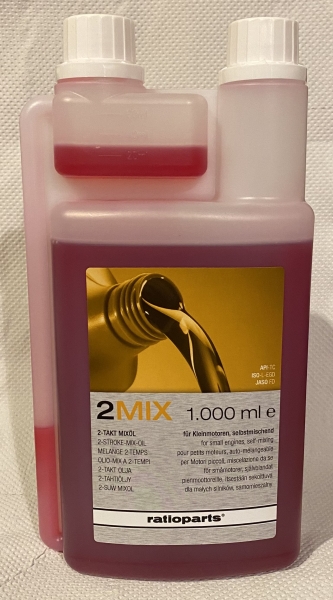 API-TC
ISO-L-EGD
JASO FD
2MIX 1.000 ml e
2-TAKT MIXÖL
2-STROKE-MIX-OIL
MELANGE 2-TEMPS
OLIO-MIX A 2-TEMPI
2-TAKT OLJA
2-TAHTIÖLJY
2-SUW MIXOL
für Kleinmotoren, selbstmischend
for small engines, self-mixing
pour petits moteurs, auto-mélangeable
per Motori piccoli, miscelazione da se
för småmotorer, självblandat
pienmoottoreille, itsestään sekoittuva
dla małych silników, samomieszalny
ratioparts®